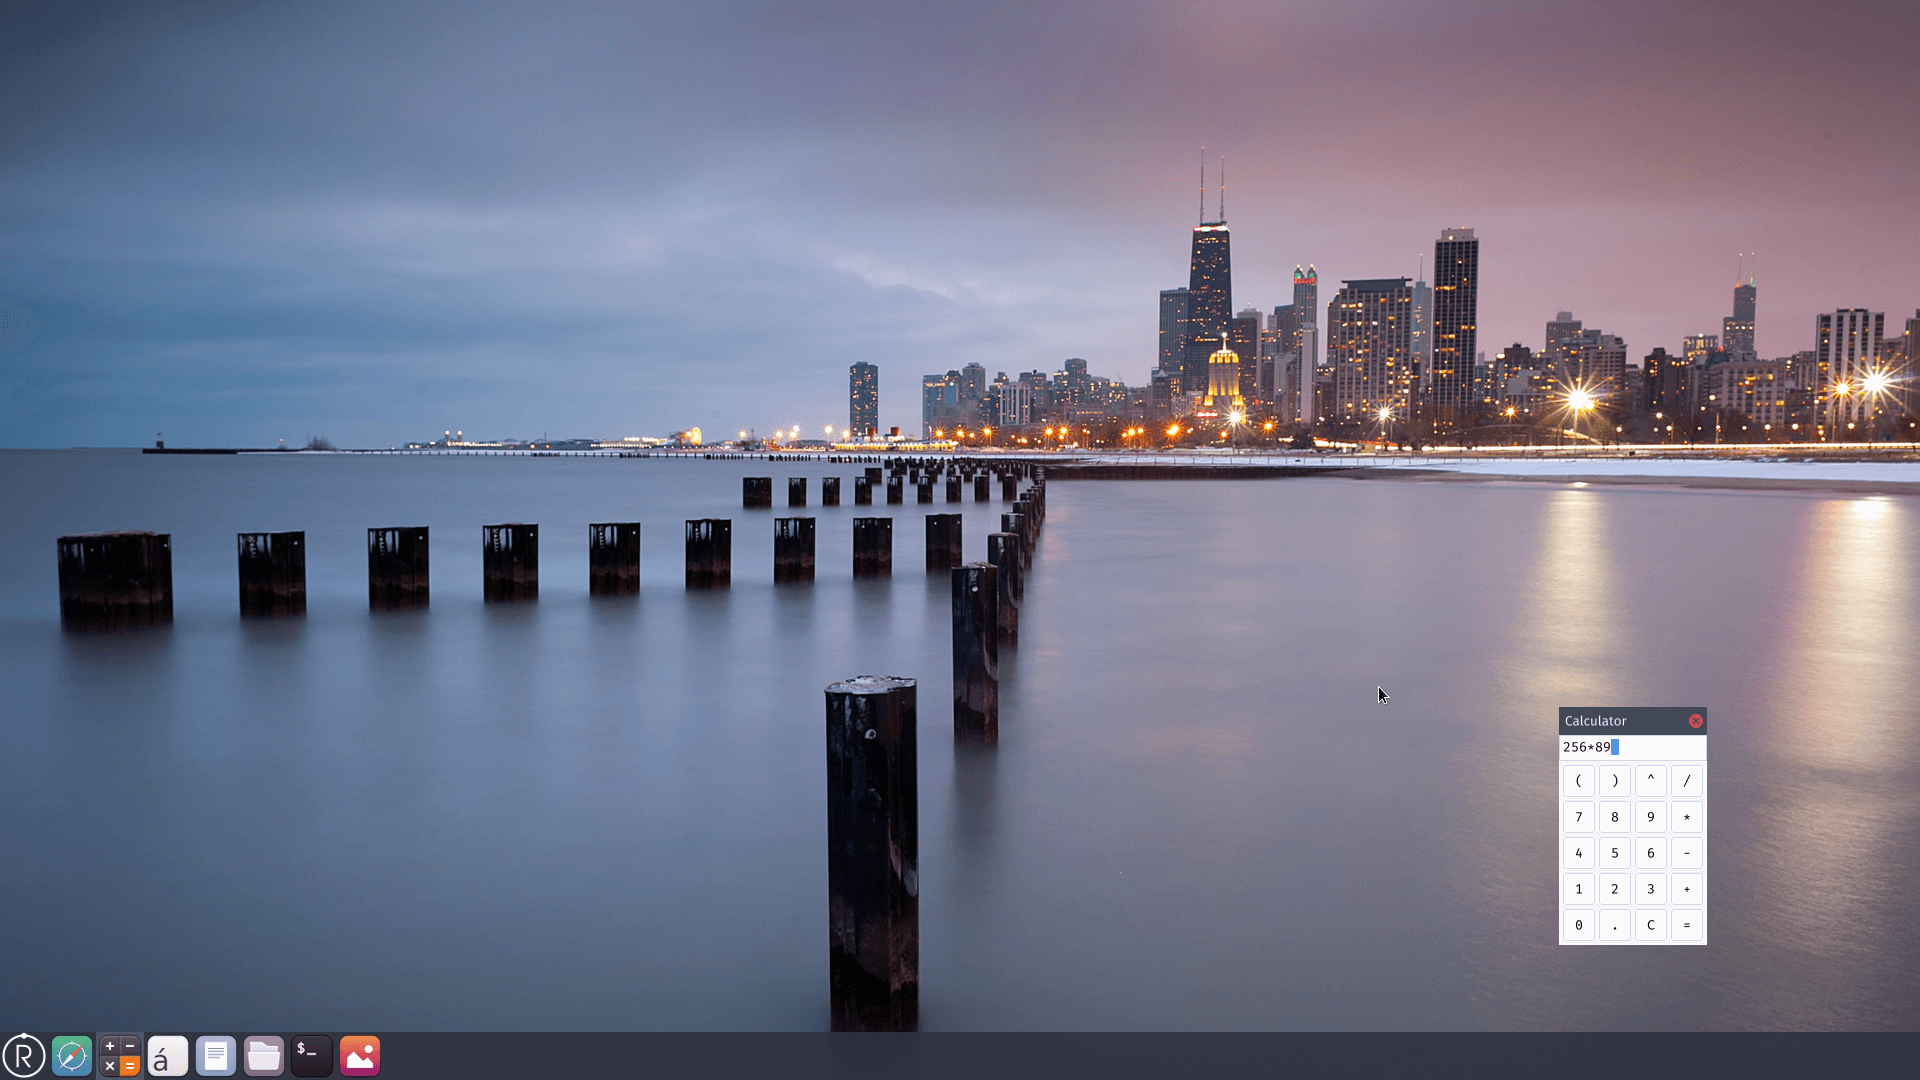 Calculator
256*89
( ) ^ /
7 8 9 *
4 5 6 -
1 2 3 +
0 . C =
R
+ -
x =
á
$_